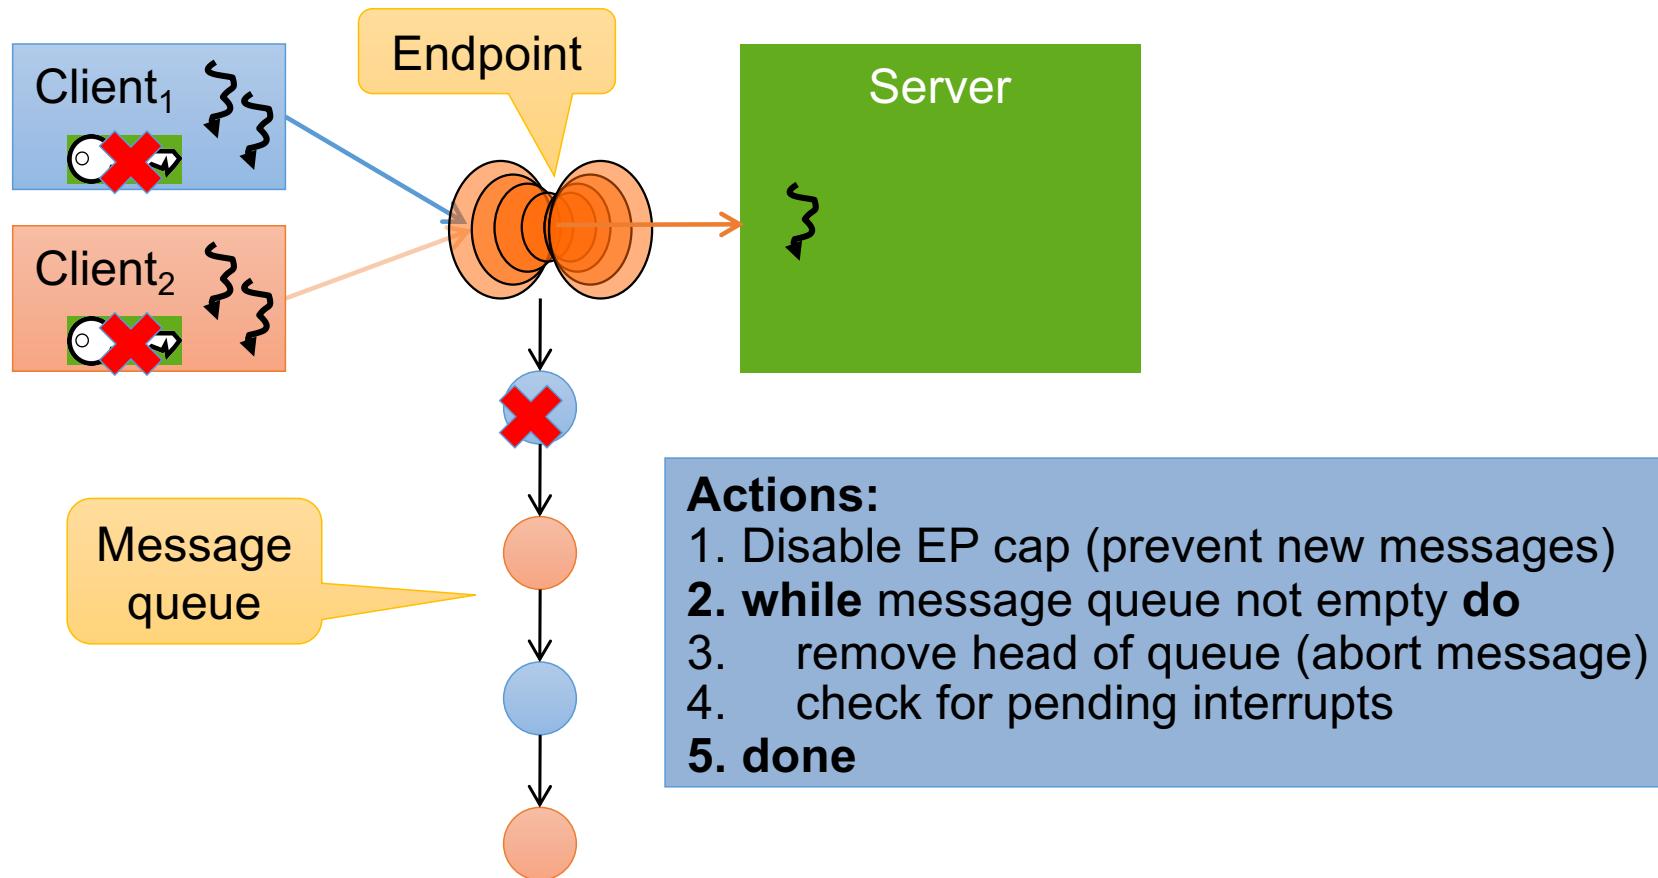 Endpoint
Client₁
Server
Client₂
Message
queue
Actions:
1. Disable EP cap (prevent new messages)
2. while message queue not empty do
3. remove head of queue (abort message)
4. check for pending interrupts
5. done